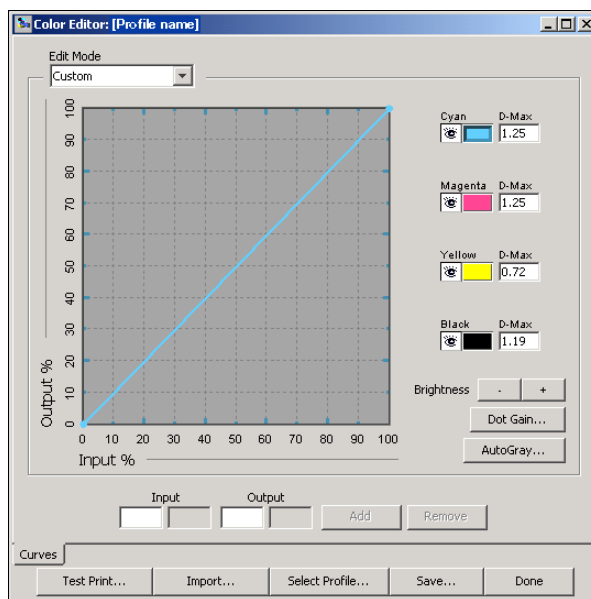 Color Editor: [Profile name]
Edit Mode
Custom
100
90
80
70
60
50
40
30
20
10
0
Output %
0 10 20 30 40 50 60 70 80 90 100
Input %
Cyan D-Max
1.25
Magenta D-Max
1.25
Yellow D-Max
0.72
Black D-Max
1.19
Brightness - +
Dot Gain...
AutoGray...
Input Output
Add Remove
Curves
Test Print... Import... Select Profile... Save... Done